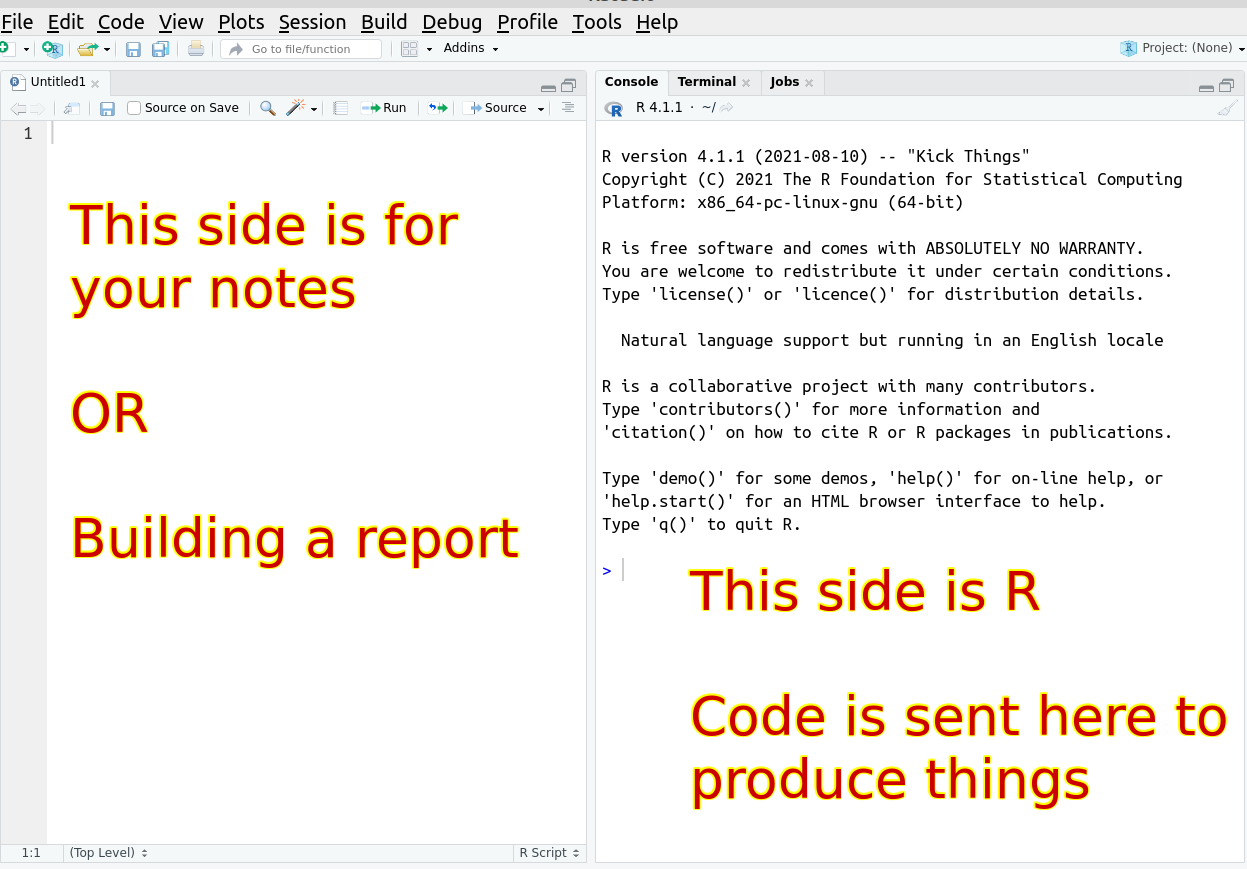 File Edit Code View Plots Session Build Debug Profile Tools Help
Go to file/function Addins Project: (None)
Untitled1
Source on Save Run Source
1
This side is for
your notes
OR
Building a report
1:1 (Top Level) R Script
Console Terminal Jobs
R 4.1.1 · ~/
R version 4.1.1 (2021-08-10) -- "Kick Things"
Copyright (C) 2021 The R Foundation for Statistical Computing
Platform: x86_64-pc-linux-gnu (64-bit)
R is free software and comes with ABSOLUTELY NO WARRANTY.
You are welcome to redistribute it under certain conditions.
Type 'license()' or 'licence()' for distribution details.
Natural language support but running in an English locale
R is a collaborative project with many contributors.
Type 'contributors()' for more information and
'citation()' on how to cite R or R packages in publications.
Type 'demo()' for some demos, 'help()' for on-line help, or
'help.start()' for an HTML browser interface to help.
Type 'q()' to quit R.
>
This side is R
Code is sent here to
produce things